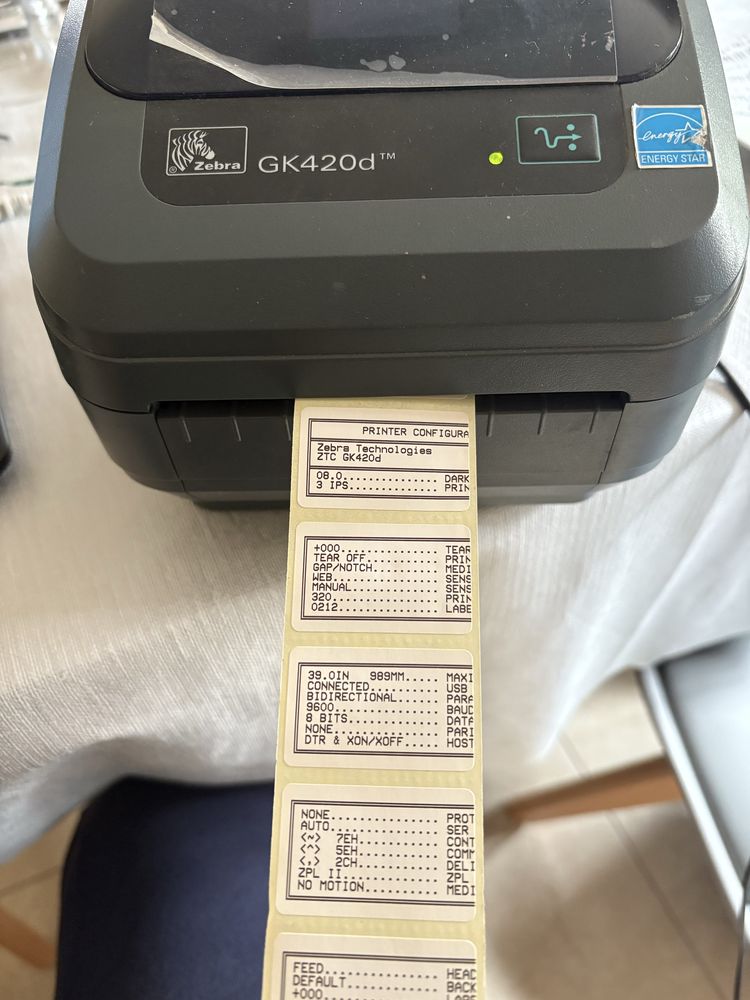 Zebra
GK420d™
energy
ENERGY STAR
PRINTER CONFIGURA
Zebra Technologies
ZTC GK420d
08.0............... DARK
3 IPS.............. PRIN
+000............... TEAR
TEAR OFF........... PRIN
GAP/NOTCH.......... MEDI
WEB................ SENS
MANUAL............. SENS
320................ PRIN
0212............... LABE
39.0IN 989MM.... MAXI
CONNECTED.......... USB
BIDIRECTIONAL...... PARA
9600............... BAUD
8 BITS............. DATA
NONE............... PARI
DTR & XON/XOFF..... HOST
NONE............... PROT
AUTO............... SER
<~> 7EH............ CONT
<^> 5EH............ COMM
<,> 2CH............ DELI
ZPL II............. ZPL
NO MOTION.......... MEDI
FEED............... HEAD
DEFAULT............ BACK
+000............... LABE